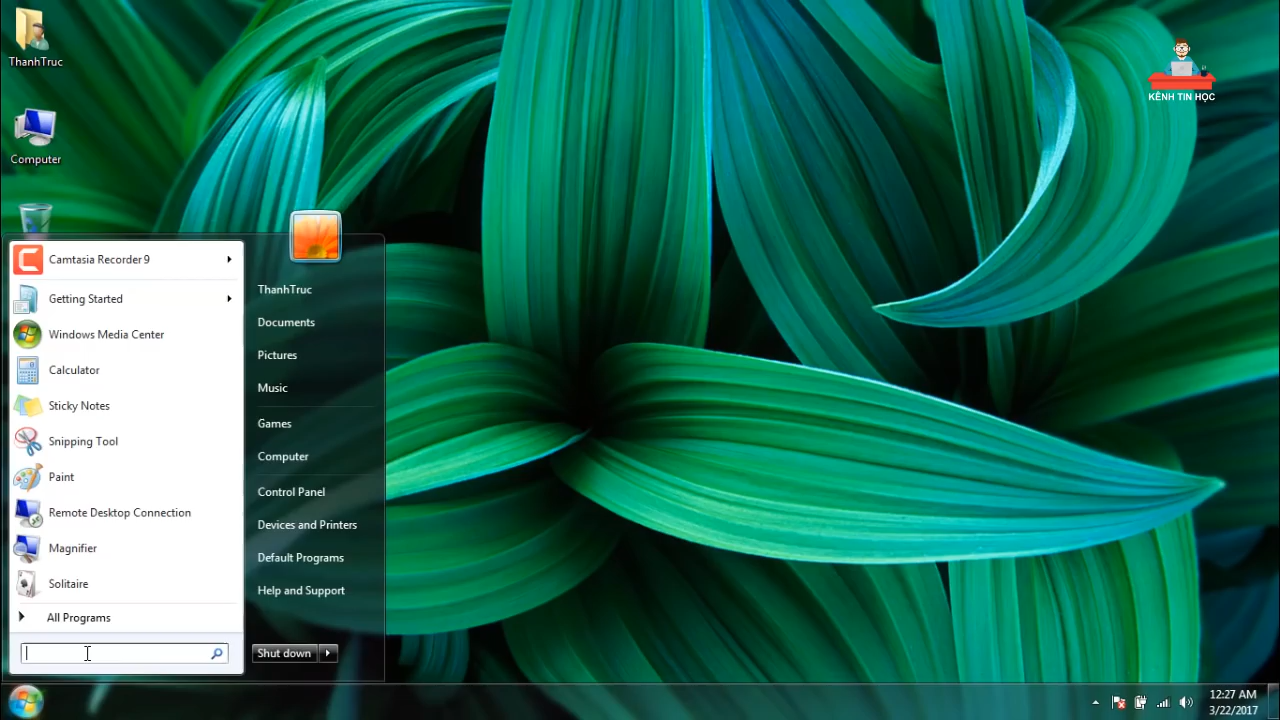 ThanhTruc
Computer
KÊNH TIN HỌC
Camtasia Recorder 9
Getting Started
Windows Media Center
Calculator
Sticky Notes
Snipping Tool
Paint
Remote Desktop Connection
Magnifier
Solitaire
All Programs
ThanhTruc
Documents
Pictures
Music
Games
Computer
Control Panel
Devices and Printers
Default Programs
Help and Support
Shut down
12:27 AM
3/22/2017